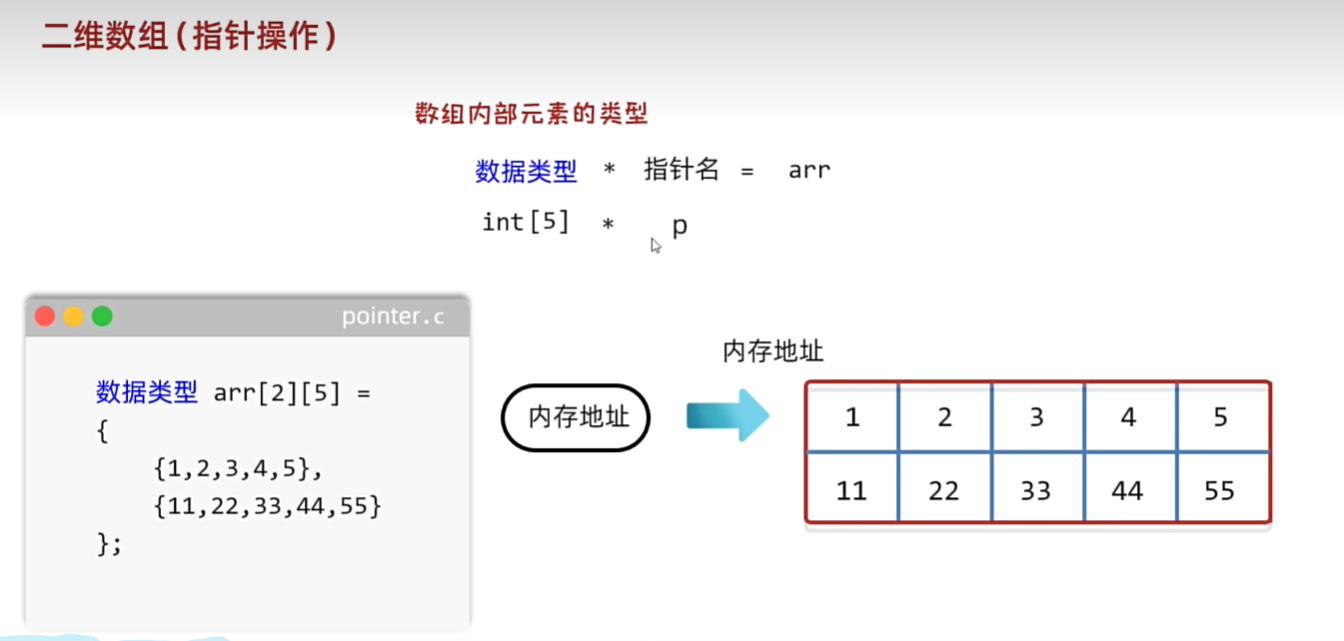 二维数组(指针操作)
数组内部元素的类型
数据类型 * 指针名 = arr
int[5] * p
pointer.c
数据类型 arr[2][5] =
{
{1,2,3,4,5},
{11,22,33,44,55}
};
内存地址
内存地址
1 2 3 4 5
11 22 33 44 55